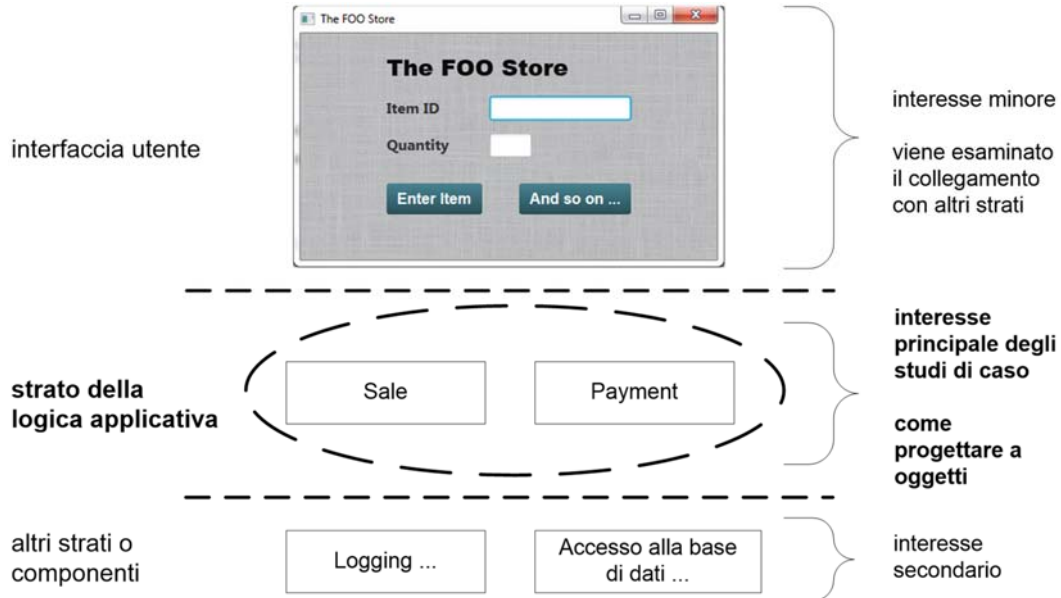 The FOO Store
The FOO Store
Item ID
Quantity
Enter Item
And so on ...
interfaccia utente
interesse minore
viene esaminato
il collegamento
con altri strati
strato della
logica applicativa
Sale
Payment
interesse
principale degli
studi di caso
come
progettare a
oggetti
altri strati o
componenti
Logging ...
Accesso alla base
di dati ...
interesse
secondario